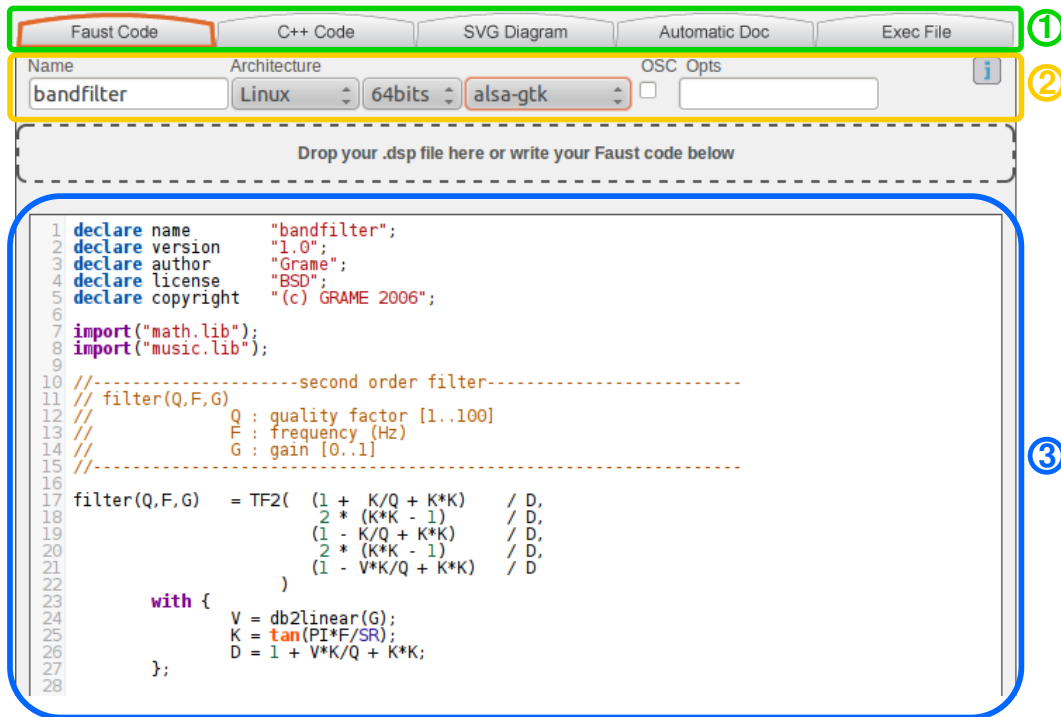 Faust Code C++ Code SVG Diagram Automatic Doc Exec File ①
Name Architecture OSC Opts i ②
bandfilter Linux 64bits alsa-gtk
Drop your .dsp file here or write your Faust code below
1 declare name "bandfilter";
2 declare version "1.0";
3 declare author "Grame";
4 declare license "BSD";
5 declare copyright "(c) GRAME 2006";
6
7 import("math.lib");
8 import("music.lib");
9
10 //---------------------second order filter--------------------------
11 // filter(Q,F,G)
12 // Q : quality factor [1..100]
13 // F : frequency (Hz)
14 // G : gain [0..1]
15 //------------------------------------------------------------------
③
16
17 filter(Q,F,G) = TF2( (1 + K/Q + K*K) / D,
18 2 * (K*K - 1) / D,
19 (1 - K/Q + K*K) / D,
20 2 * (K*K - 1) / D,
21 (1 - V*K/Q + K*K) / D
22 )
23 with {
24 V = db2linear(G);
25 K = tan(PI*F/SR);
26 D = 1 + V*K/Q + K*K;
27 };
28